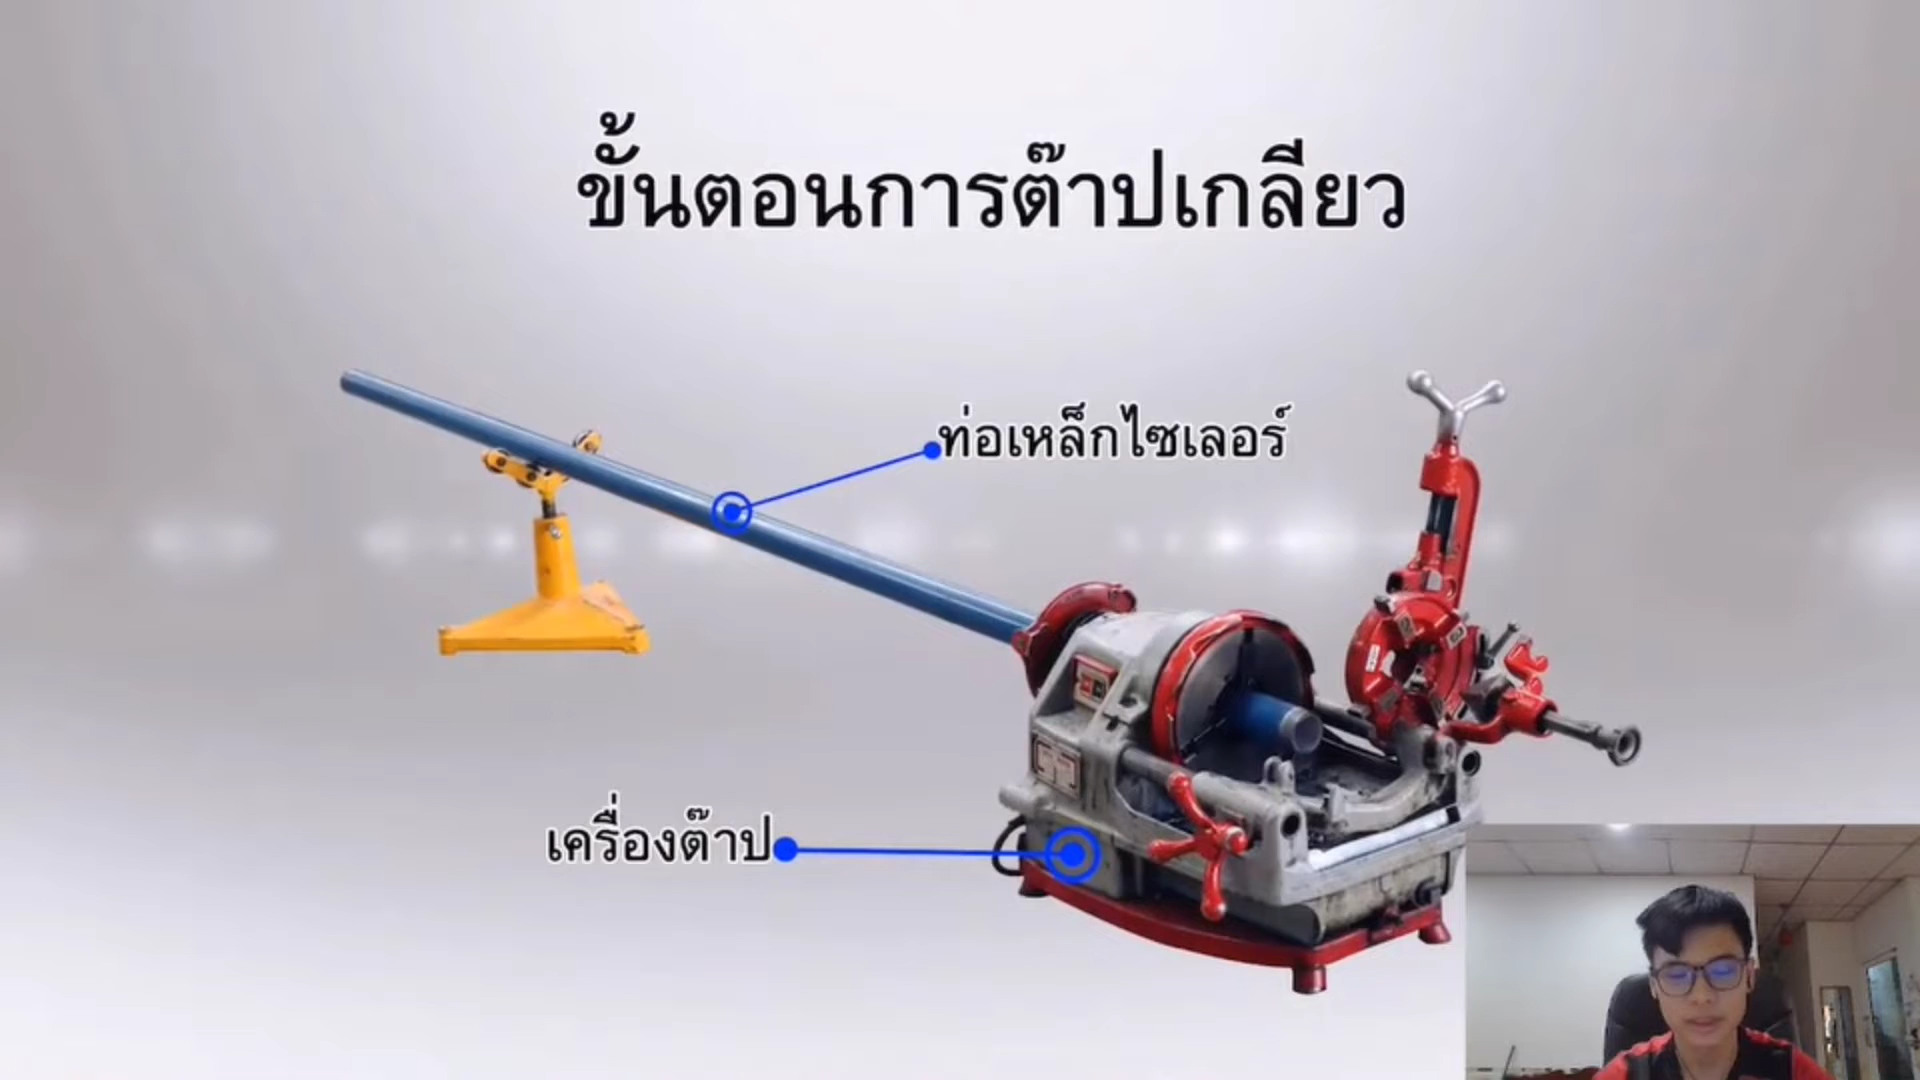 ขั้นตอนการต๊าปเกลียว
ท่อเหล็กไซเลอร์
เครื่องต๊าป